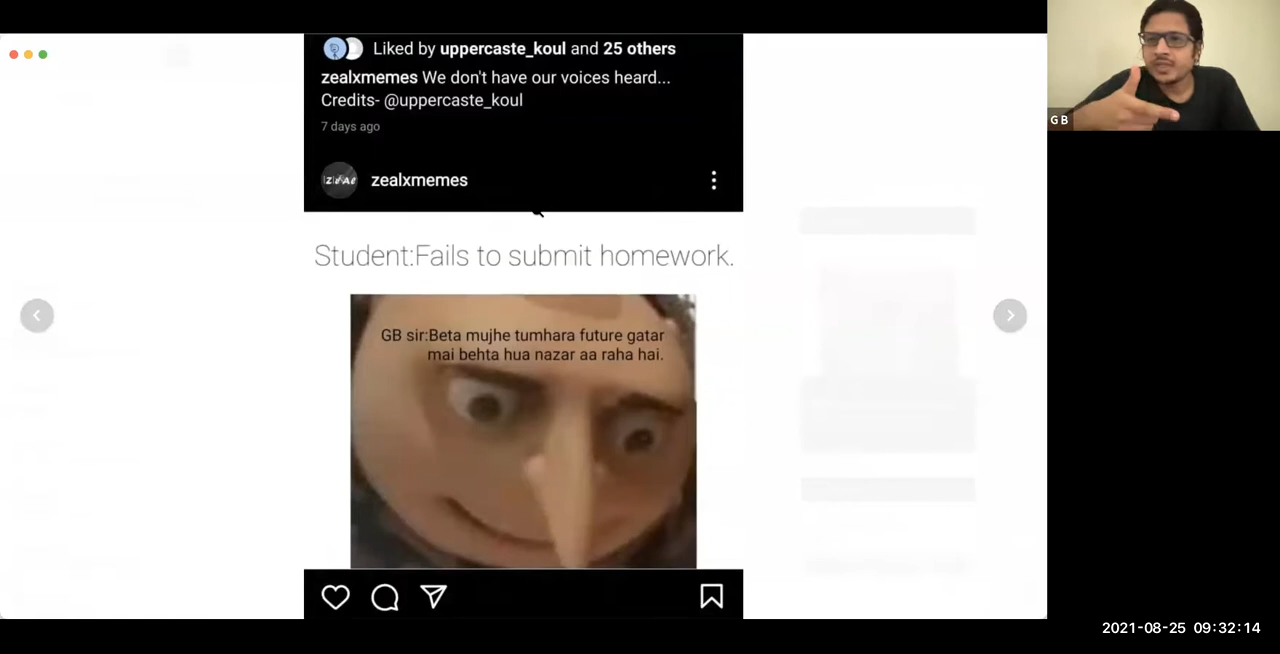 Liked by uppercaste_koul and 25 others
zealxmemes We don't have our voices heard...
Credits- @uppercaste_koul
7 days ago
zealxmemes
Student:Fails to submit homework.
GB sir:Beta mujhe tumhara future gatar
mai behta hua nazar aa raha hai.
G B
2021-08-25 09:32:14